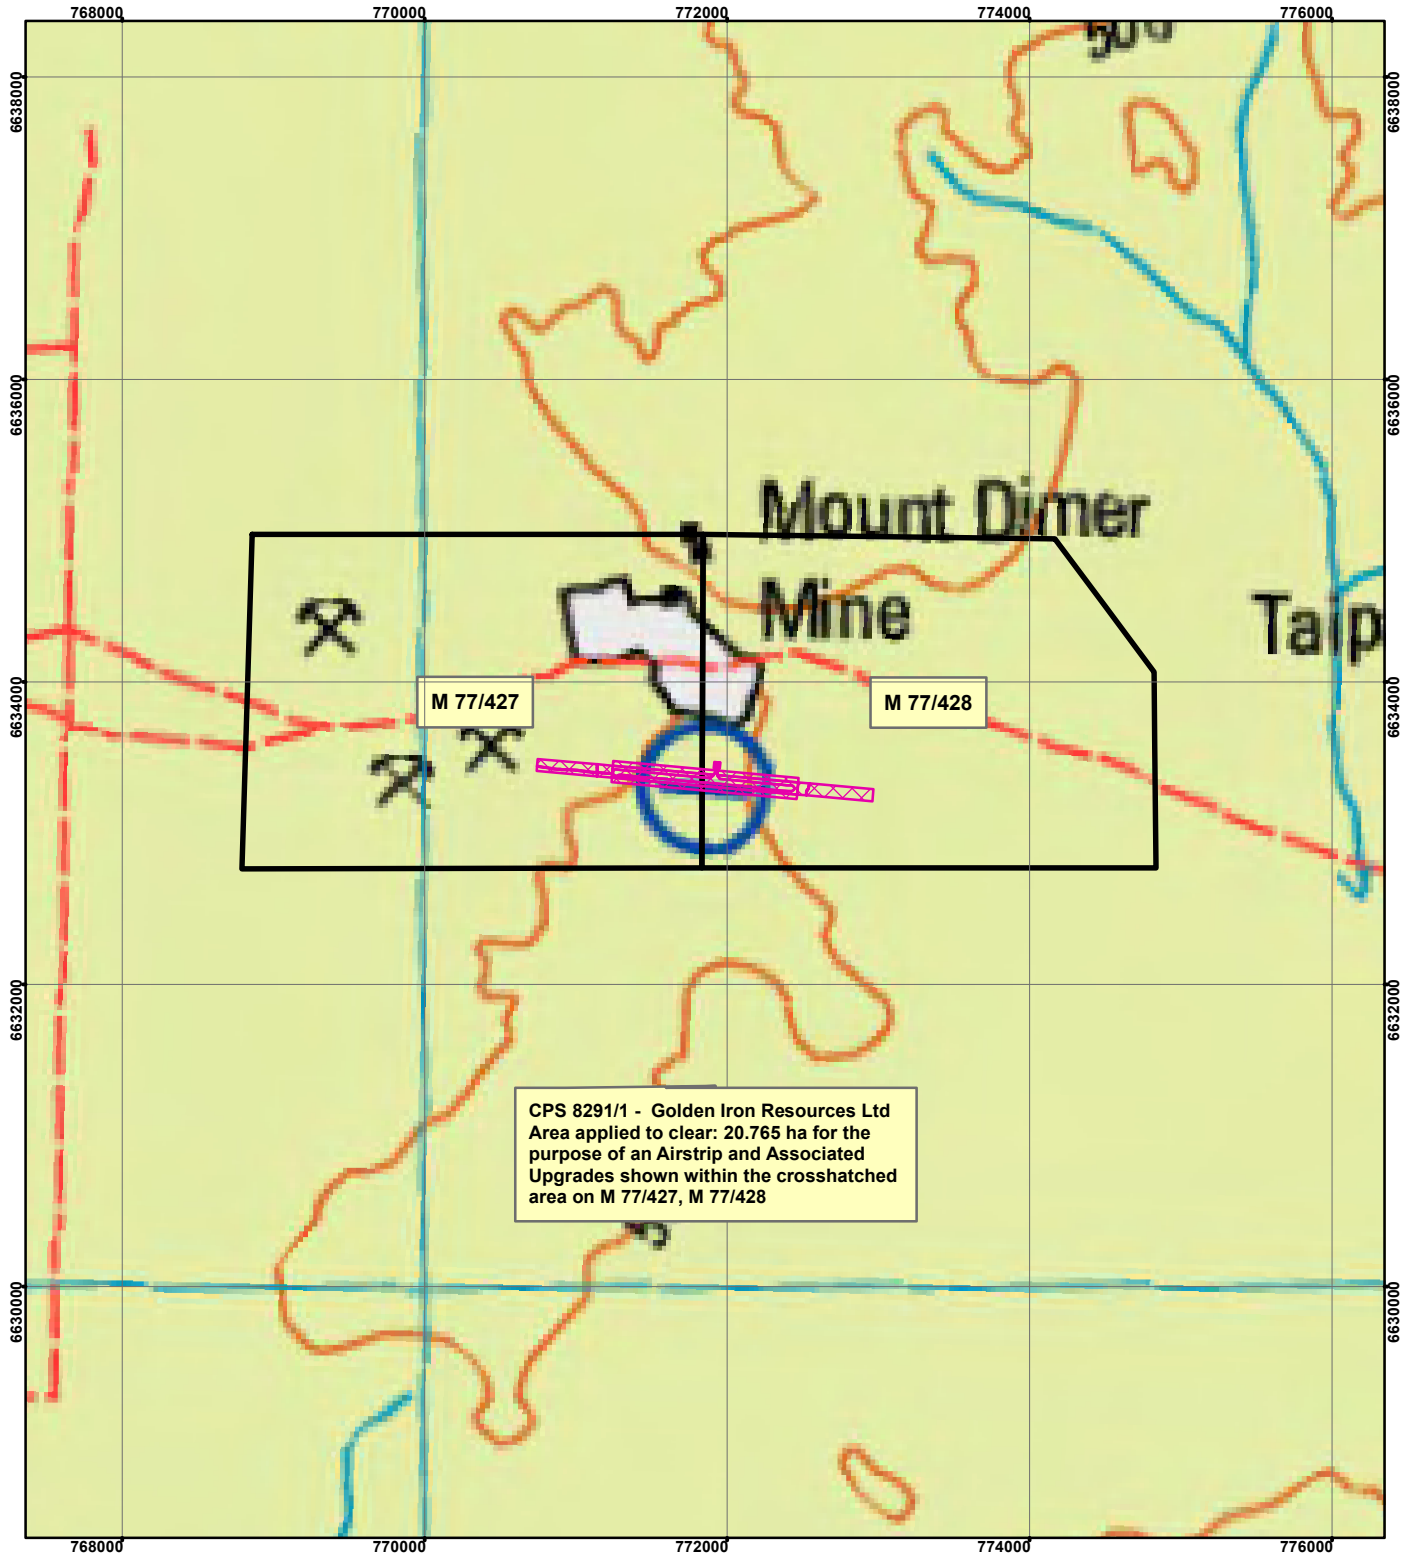 768000
770000
772000
774000
776000
500
6638000
6638000
6636000
6636000
Mount Dimer
Mine
Taip
6634000
6634000
M 77/427
M 77/428
6632000
6632000
CPS 8291/1 - Golden Iron Resources Ltd
Area applied to clear: 20.765 ha for the
purpose of an Airstrip and Associated
Upgrades shown within the crosshatched
area on M 77/427, M 77/428
6630000
6630000
768000
770000
772000
774000
776000